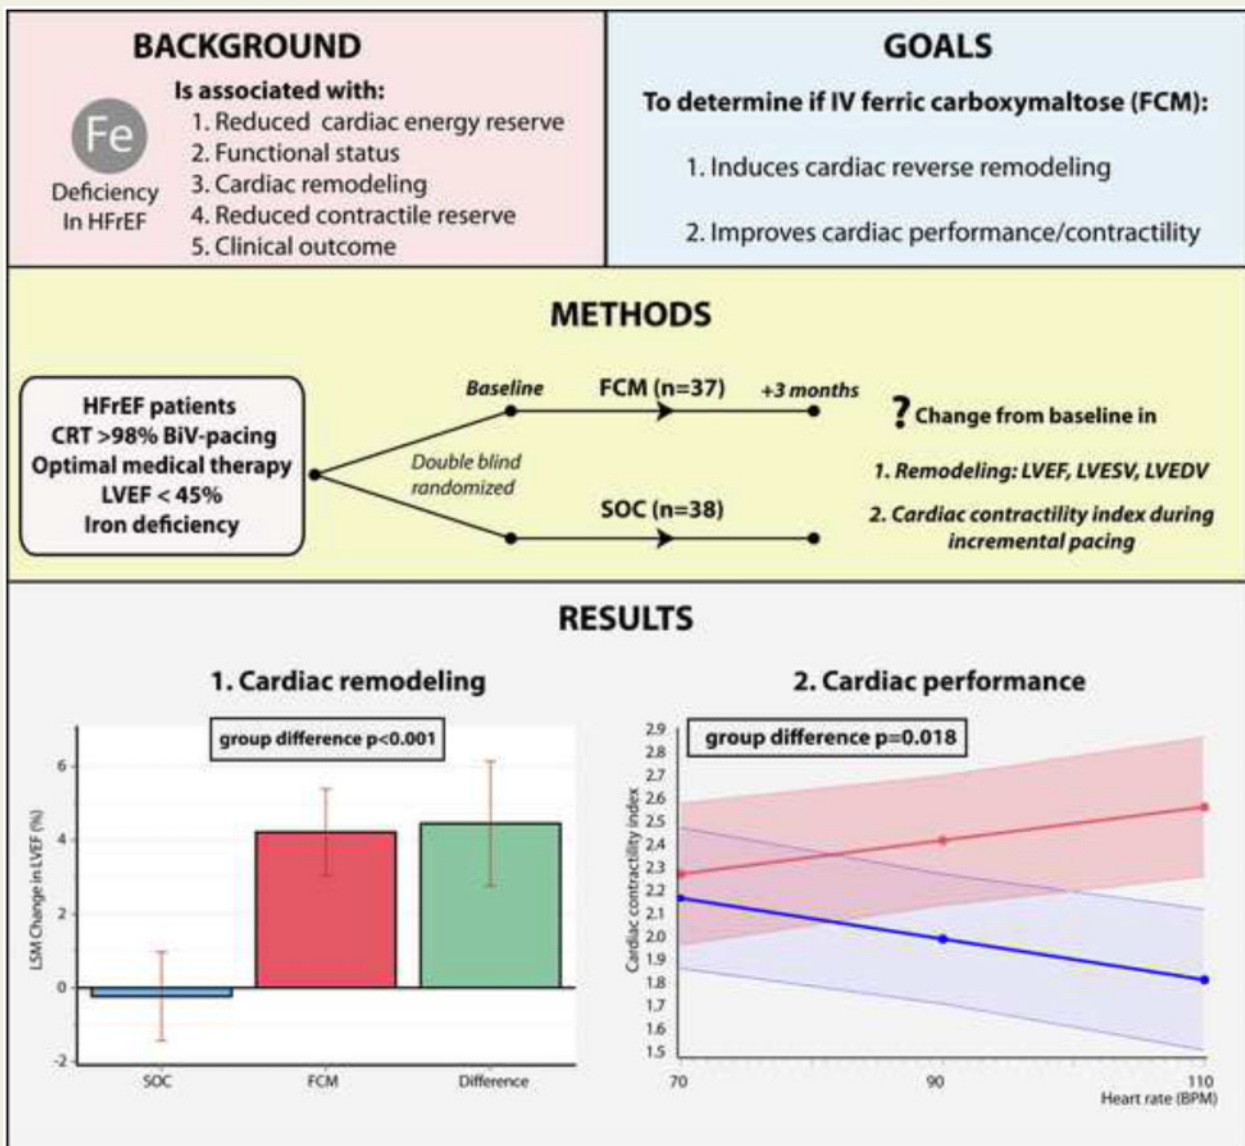 BACKGROUND
Fe
Deficiency
In HFrEF
Is associated with:
1. Reduced cardiac energy reserve
2. Functional status
3. Cardiac remodeling
4. Reduced contractile reserve
5. Clinical outcome
GOALS
To determine if IV ferric carboxymaltose (FCM):
1. Induces cardiac reverse remodeling
2. Improves cardiac performance/contractility
METHODS
HFrEF patients
CRT >98% BiV-pacing
Optimal medical therapy
LVEF < 45%
Iron deficiency
Double blind
randomized
Baseline
FCM (n=37)
+3 months
SOC (n=38)
? Change from baseline in
1. Remodeling: LVEF, LVESV, LVEDV
2. Cardiac contractility index during
incremental pacing
RESULTS
1. Cardiac remodeling
group difference p<0.001
LSM Change in LVEF (%)
6
4
2
0
-2
SOC
FCM
Difference
2. Cardiac performance
group difference p=0.018
Cardiac contractility index
2.9
2.8
2.7
2.6
2.5
2.4
2.3
2.2
2.1
2.0
1.9
1.8
1.7
1.6
1.5
70
90
110
Heart rate (BPM)